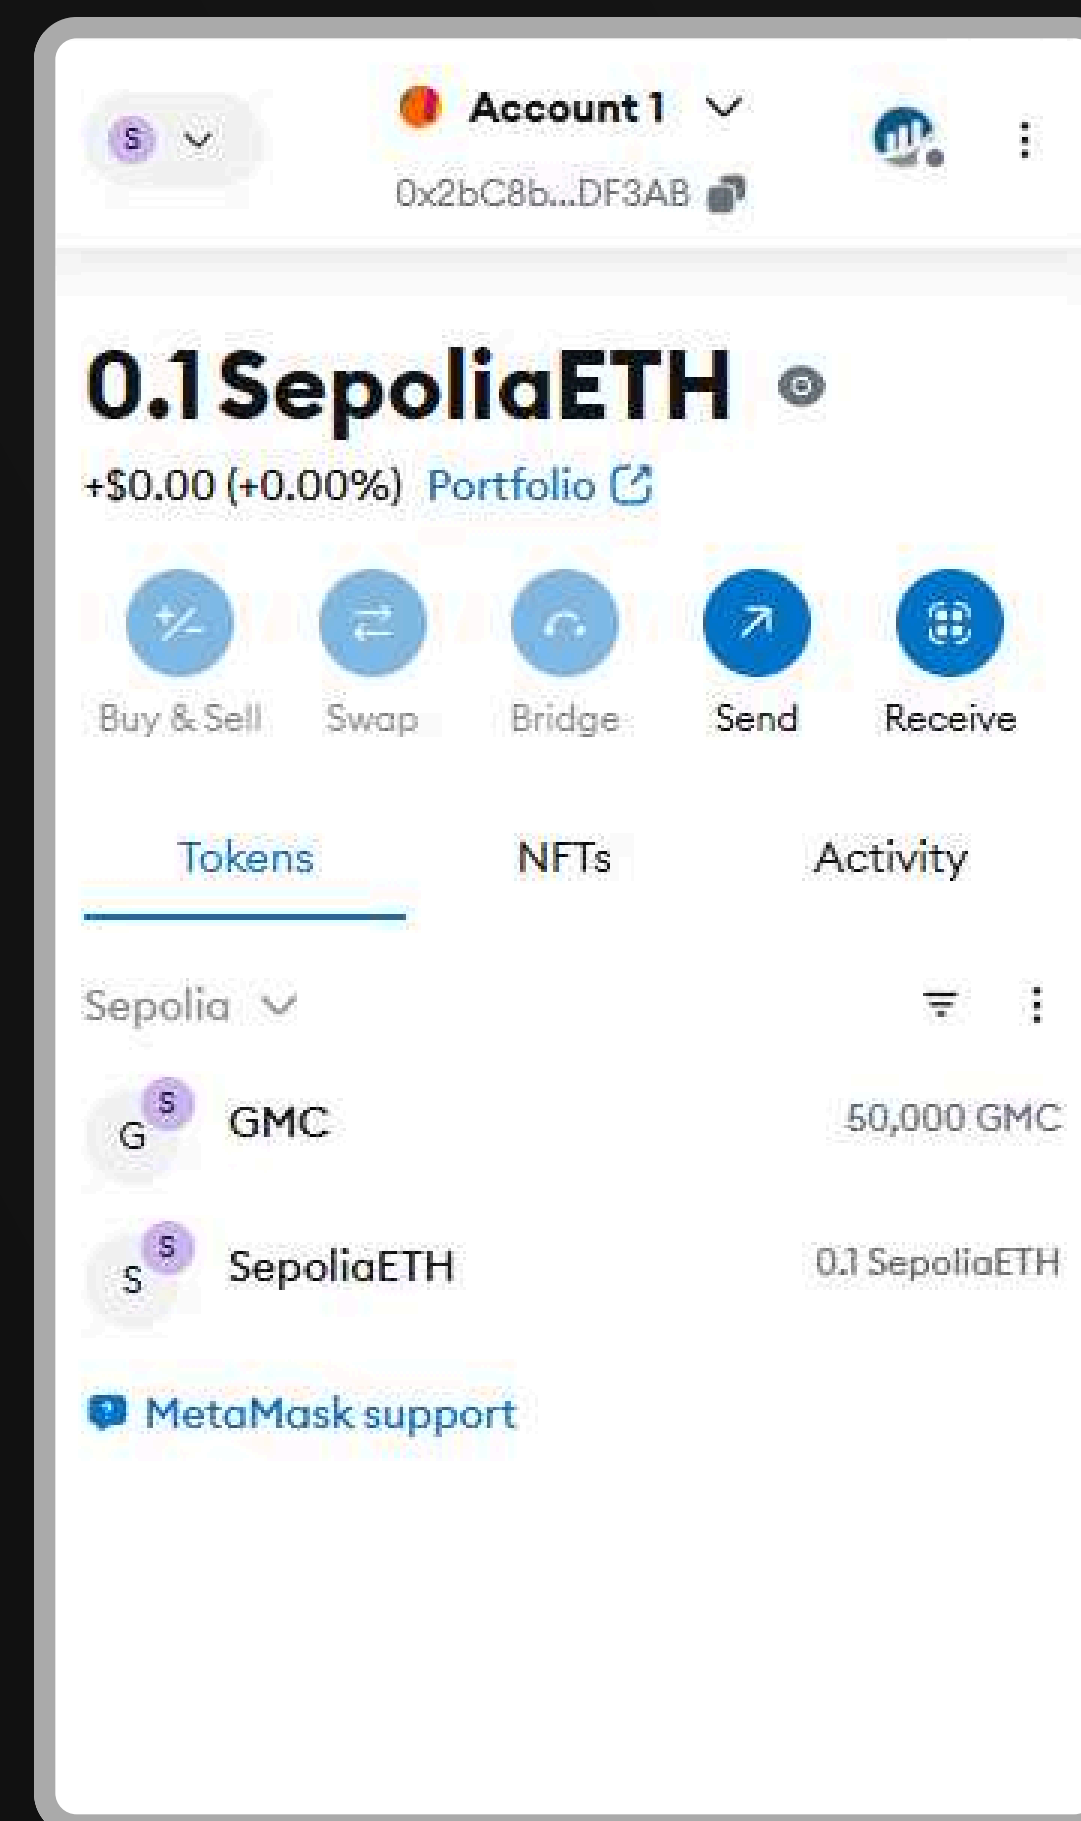 S
Account 1
0x2bC8b...DF3AB
0.1 SepoliaETH
+$0.00 (+0.00%) Portfolio
Buy & Sell Swap Bridge Send Receive
Tokens NFTs Activity
Sepolia
G S GMC 50,000 GMC
S S SepoliaETH 0.1 SepoliaETH
MetaMask support